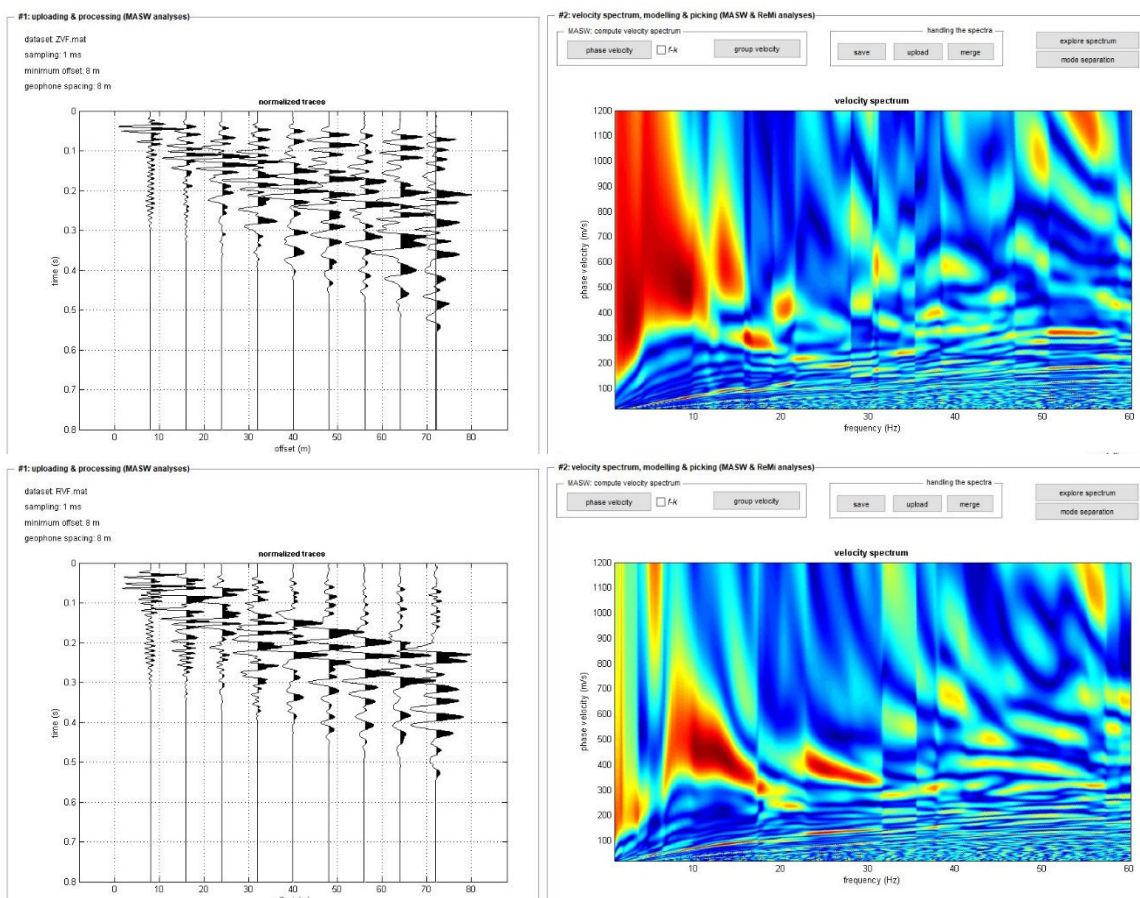 #1: uploading & processing (MASW analyses)
dataset: ZVF.mat
sampling: 1 ms
minimum offset: 8 m
geophone spacing: 8 m
normalized traces
0
0.1
0.2
0.3
0.4
0.5
0.6
0.7
0.8
time (s)
0 10 20 30 40 50 60 70 80
offset (m)
#2: velocity spectrum, modelling & picking (MASW & ReMi analyses)
MASW: compute velocity spectrum
phase velocity
f-k
group velocity
handling the spectra
save
upload
merge
explore spectrum
mode separation
velocity spectrum
1200
1100
1000
900
800
700
600
500
400
300
200
100
phase velocity (m/s)
10 20 30 40 50 60
frequency (Hz)
#1: uploading & processing (MASW analyses)
dataset: RVF.mat
sampling: 1 ms
minimum offset: 8 m
geophone spacing: 8 m
normalized traces
0
0.1
0.2
0.3
0.4
0.5
0.6
0.7
0.8
time (s)
0 10 20 30 40 50 60 70 80
#2: velocity spectrum, modelling & picking (MASW & ReMi analyses)
MASW: compute velocity spectrum
phase velocity
f-k
group velocity
handling the spectra
save
upload
merge
explore spectrum
mode separation
velocity spectrum
1200
1100
1000
900
800
700
600
500
400
300
200
100
phase velocity (m/s)
10 20 30 40 50 60
frequency (Hz)